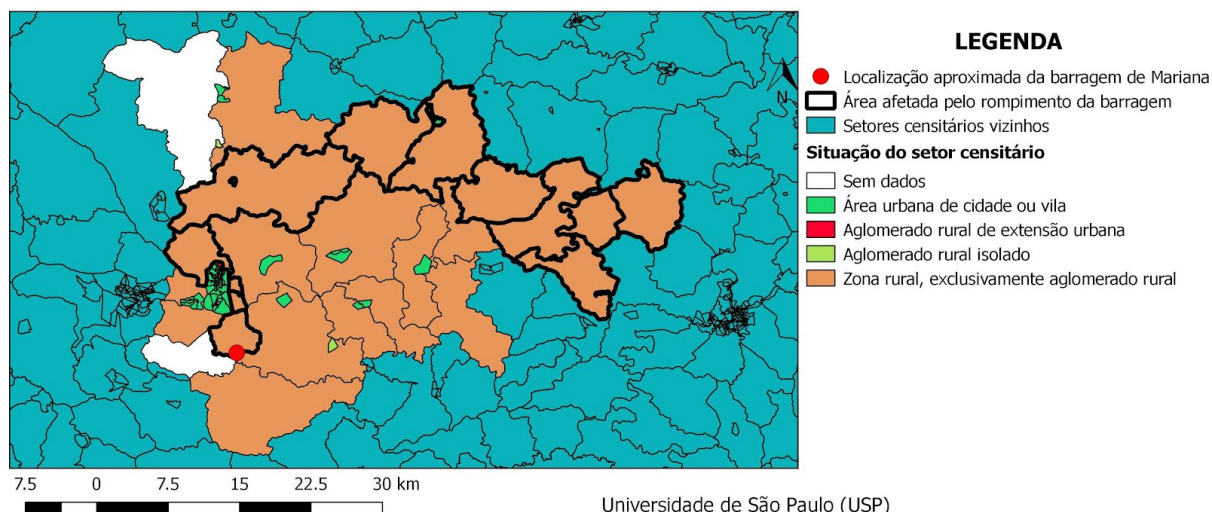 LEGENDA
N
Localização aproximada da barragem de Mariana
Área afetada pelo rompimento da barragem
Setores censitários vizinhos
Situação do setor censitário
Sem dados
Área urbana de cidade ou vila
Aglomerado rural de extensão urbana
Aglomerado rural isolado
Zona rural, exclusivamente aglomerado rural
7.5 0 7.5 15 22.5 30 km
Universidade de São Paulo (USP)